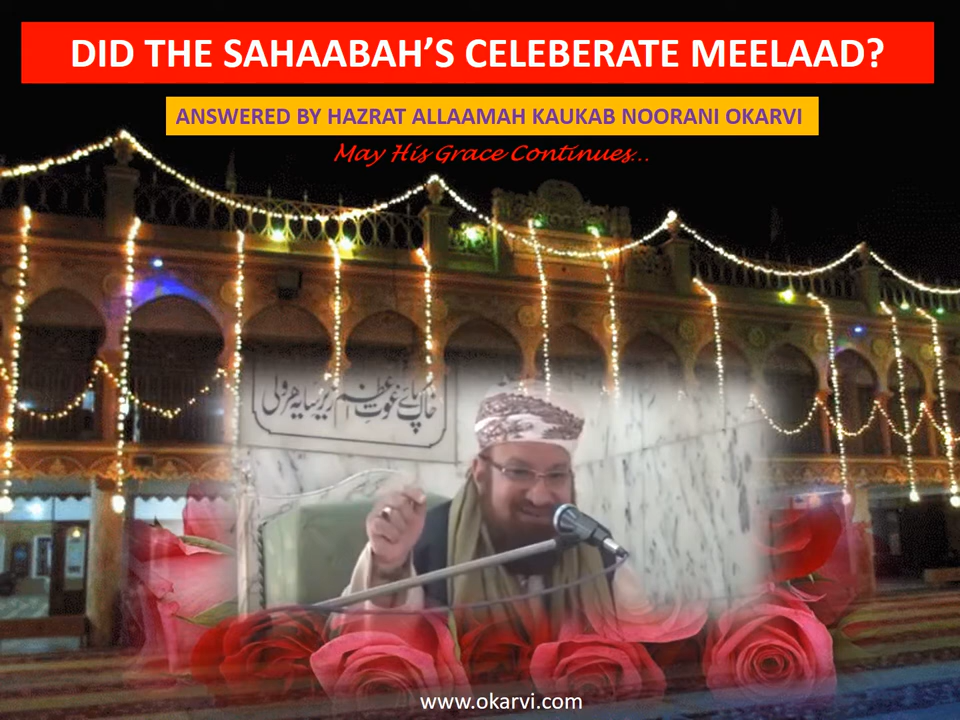 DID THE SAHAABAH’S CELEBERATE MEELAAD?
ANSWERED BY HAZRAT ALLAAMAH KAUKAB NOORANI OKARVI
May His Grace Continues...
خاکپائے غوث اعظم زیر سایہ ہر ولی
www.okarvi.com